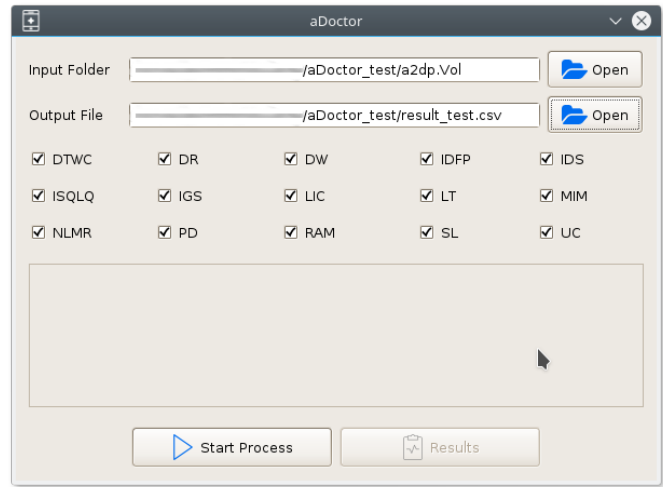 aDoctor
Input Folder /aDoctor_test/a2dp.Vol Open
Output File /aDoctor_test/result_test.csv Open
DTWC DR DW IDFP IDS
ISQLQ IGS LIC LT MIM
NLMR PD RAM SL UC
Start Process Results